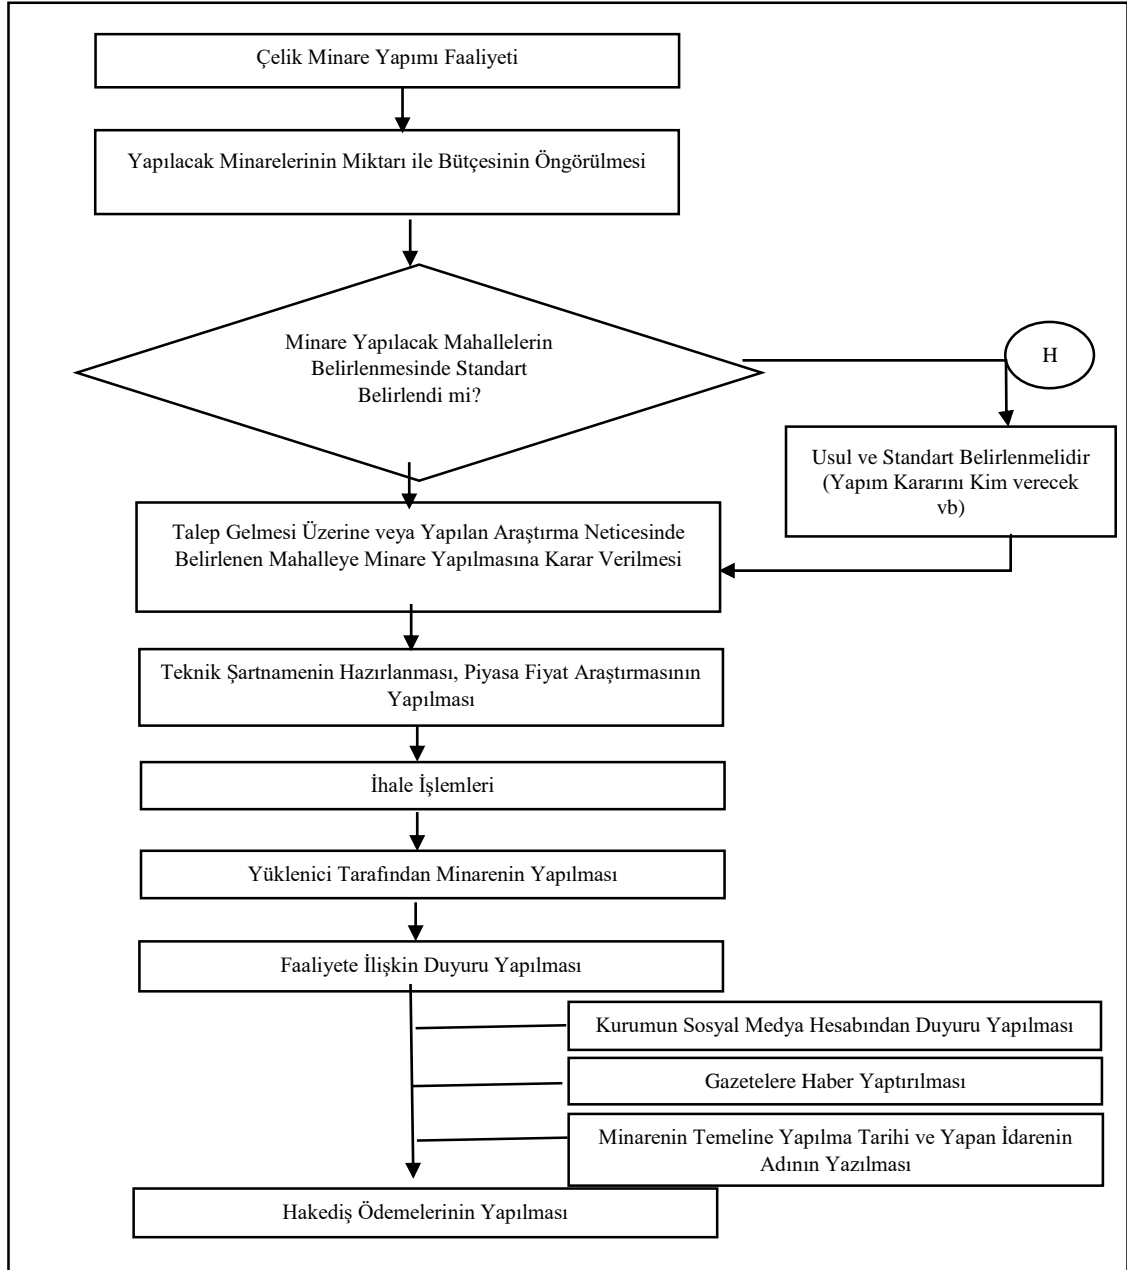 Çelik Minare Yapımı Faaliyeti
Yapılacak Minarelerinin Miktarı ile Bütçesinin Öngörülmesi
Minare Yapılacak Mahallelerin
Belirlenmesinde Standart
Belirlendi mi?
H
Usul ve Standart Belirlenmelidir
(Yapım Kararını Kim verecek
vb)
Talep Gelmesi Üzerine veya Yapılan Araştırma Neticesinde
Belirlenen Mahalleye Minare Yapılmasına Karar Verilmesi
Teknik Şartnamenin Hazırlanması, Piyasa Fiyat Araştırmasının
Yapılması
İhale İşlemleri
Yüklenici Tarafından Minarenin Yapılması
Faaliyete İlişkin Duyuru Yapılması
Kurumun Sosyal Medya Hesabından Duyuru Yapılması
Gazetelere Haber Yaptırılması
Minarenin Temeline Yapılma Tarihi ve Yapan İdarenin
Adının Yazılması
Hakediş Ödemelerinin Yapılması